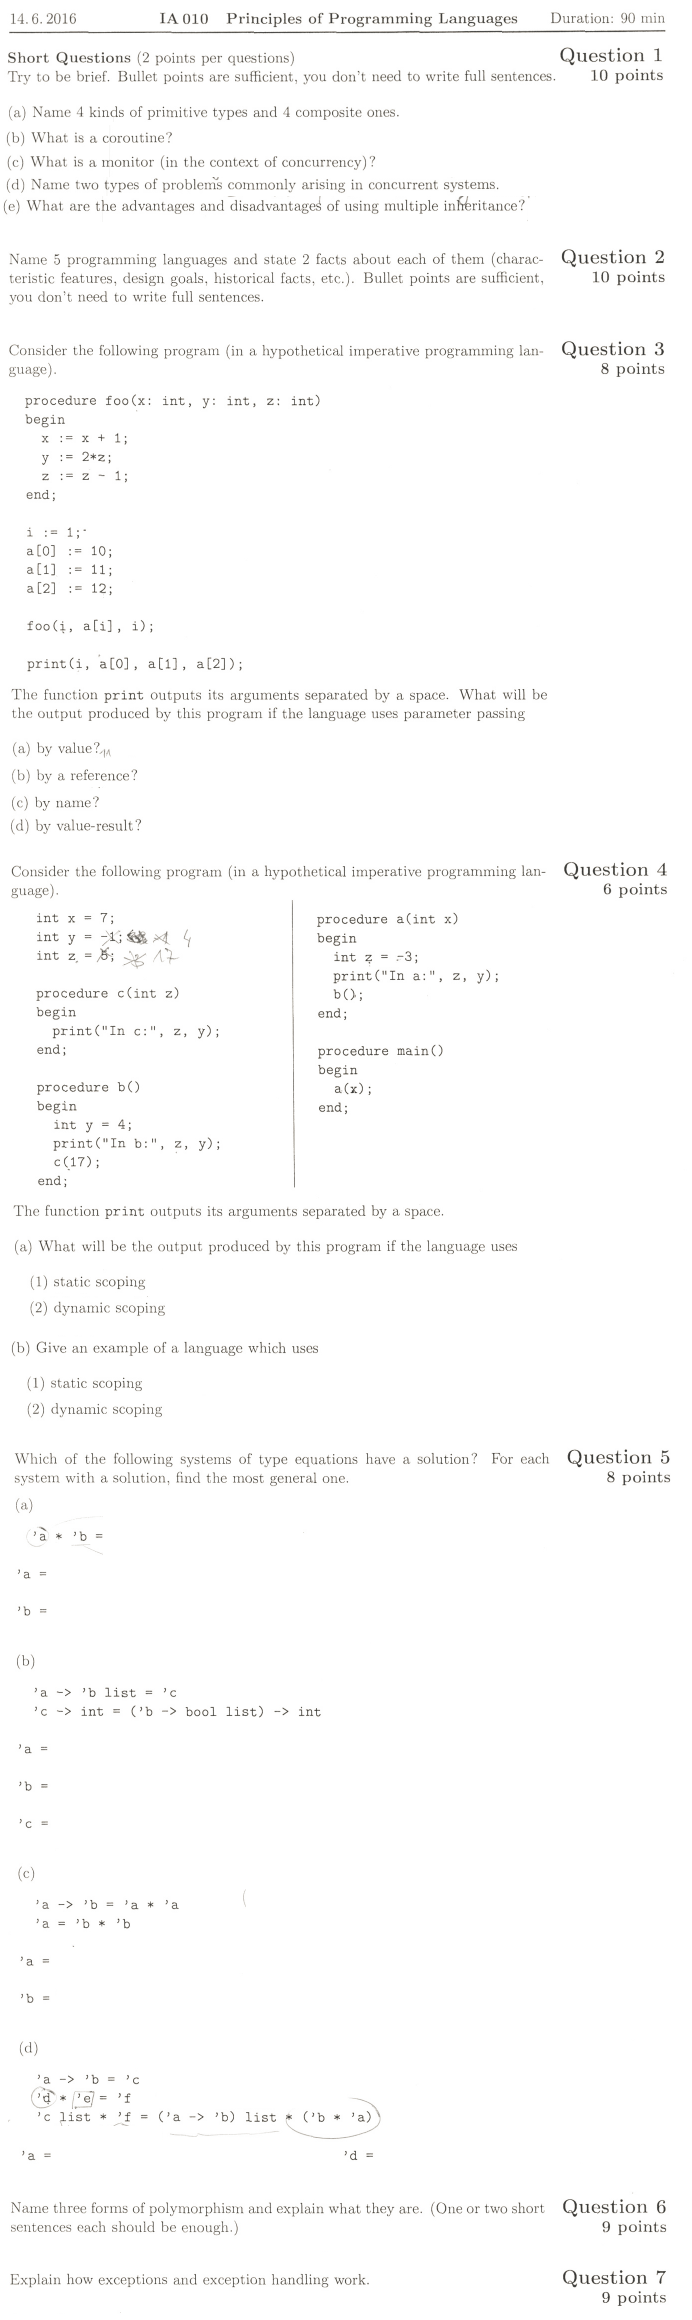 14. 6. 2016 IA 010 Principles of Programming Languages Duration: 90 min
Short Questions (2 points per questions) Question 1
Try to be brief. Bullet points are sufficient, you don't need to write full sentences. 10 points
(a) Name 4 kinds of primitive types and 4 composite ones.
(b) What is a coroutine?
(c) What is a monitor (in the context of concurrency)?
(d) Name two types of problems commonly arising in concurrent systems.
(e) What are the advantages and disadvantages of using multiple inheritance?
Name 5 programming languages and state 2 facts about each of them (charac- Question 2
teristic features, design goals, historical facts, etc.). Bullet points are sufficient, 10 points
you don't need to write full sentences.
Consider the following program (in a hypothetical imperative programming lan- Question 3
guage). 8 points
procedure foo(x: int, y: int, z: int)
begin
x := x + 1;
y := 2*z;
z := z - 1;
end;
i := 1;
a[0] := 10;
a[1] := 11;
a[2] := 12;
foo(i, a[i], i);
print(i, a[0], a[1], a[2]);
The function print outputs its arguments separated by a space. What will be
the output produced by this program if the language uses parameter passing
(a) by value? 11
(b) by a reference?
(c) by name?
(d) by value-result?
Consider the following program (in a hypothetical imperative programming lan- Question 4
guage). 6 points
int x = 7;
int y = -1; 4
int z = 5; 17
procedure c(int z)
begin
print("In c:", z, y);
end;
procedure b()
begin
int y = 4;
print("In b:", z, y);
c(17);
end;
procedure a(int x)
begin
int z = -3;
print("In a:", z, y);
b();
end;
procedure main()
begin
a(x);
end;
The function print outputs its arguments separated by a space.
(a) What will be the output produced by this program if the language uses
(1) static scoping
(2) dynamic scoping
(b) Give an example of a language which uses
(1) static scoping
(2) dynamic scoping
Which of the following systems of type equations have a solution? For each Question 5
system with a solution, find the most general one. 8 points
(a)
'a * 'b =
'a =
'b =
(b)
'a -> 'b list = 'c
'c -> int = ('b -> bool list) -> int
'a =
'b =
'c =
(c)
'a -> 'b = 'a * 'a
'a = 'b * 'b
'a =
'b =
(d)
'a -> 'b = 'c
'd * 'e = 'f
'c list * 'f = ('a -> 'b) list * ('b * 'a)
'a = 'd =
Name three forms of polymorphism and explain what they are. (One or two short Question 6
sentences each should be enough.) 9 points
Explain how exceptions and exception handling work. Question 7
9 points